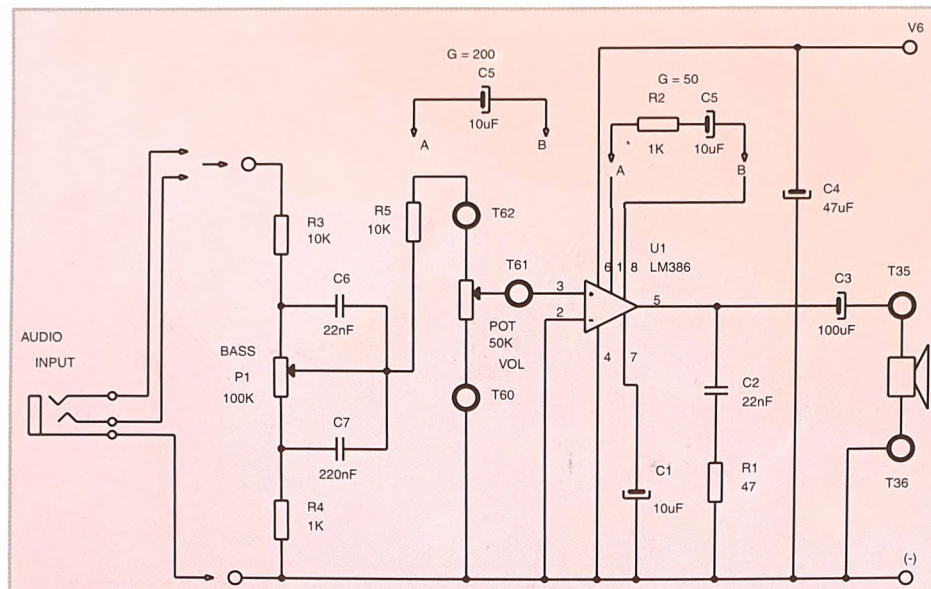 V6
G = 200
C5
10uF
A
B
G = 50
R2
C5
1K
10uF
A
B
C4
47uF
R5
10K
T62
R3
10K
T61
U1
LM386
6
1
8
3
2
5
4
7
C3
100uF
T35
C6
22nF
POT
50K
VOL
AUDIO
INPUT
BASS
P1
100K
T60
C2
22nF
C7
220nF
R4
1K
C1
10uF
R1
47
T36
(-)